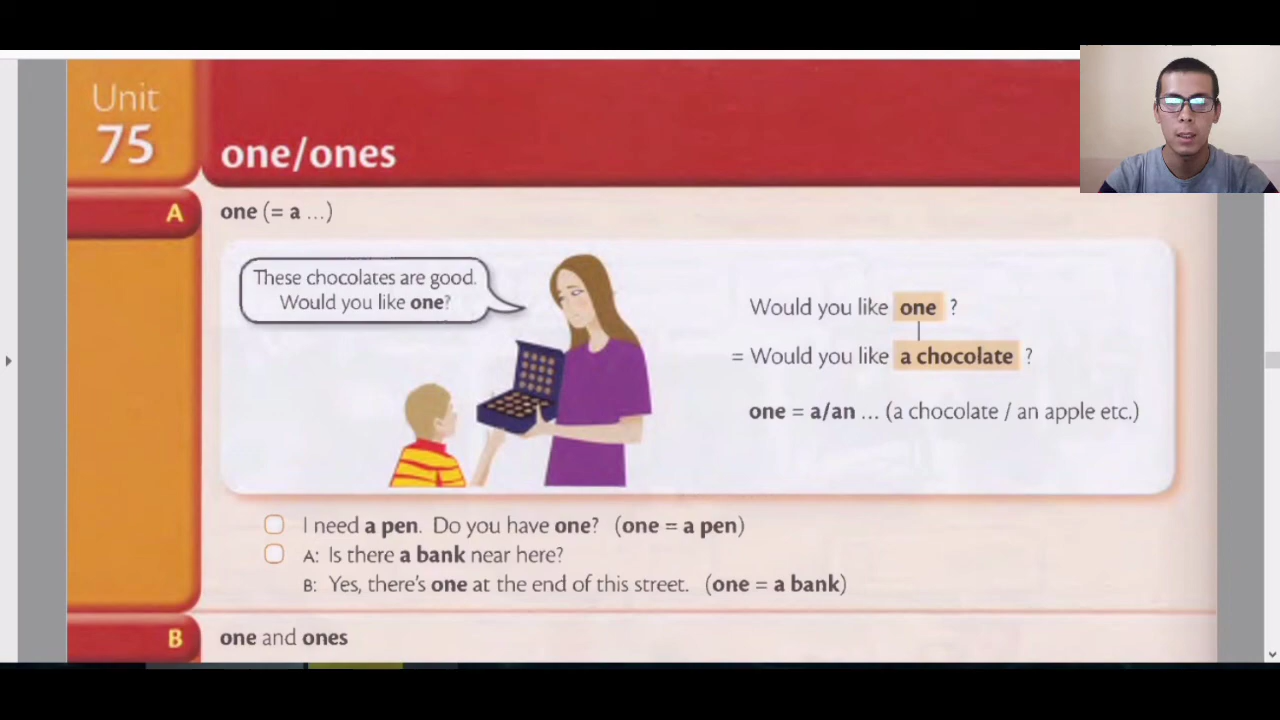 Unit
75
one/ones
A
one (= a ...)
These chocolates are good.
Would you like one?
Would you like one ?
= Would you like a chocolate ?
one = a/an ... (a chocolate / an apple etc.)
I need a pen. Do you have one? (one = a pen)
A: Is there a bank near here?
B: Yes, there's one at the end of this street. (one = a bank)
B
one and ones